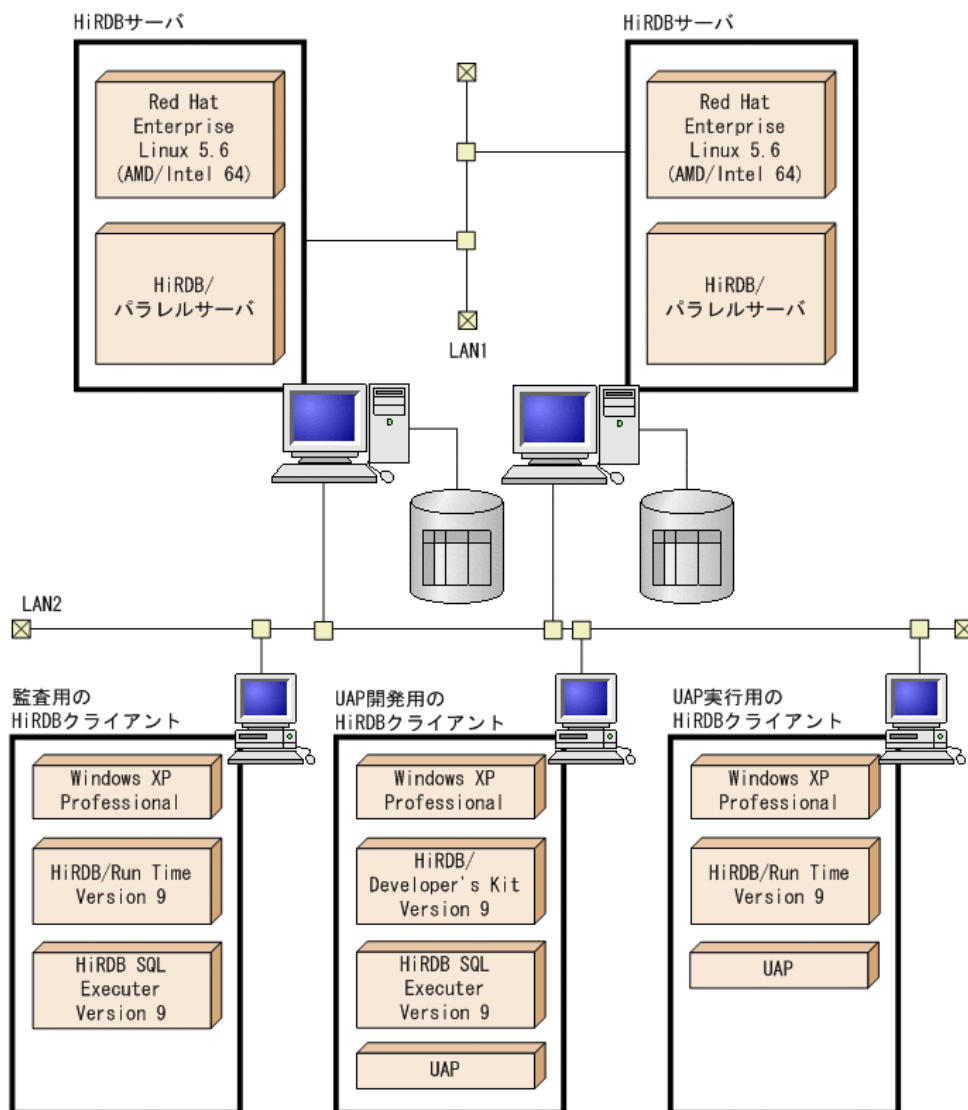 HiRDBサーバ
HiRDBサーバ
Red Hat
Enterprise
Linux 5.6
(AMD/Intel 64)
HiRDB/
パラレルサーバ
Red Hat
Enterprise
Linux 5.6
(AMD/Intel 64)
HiRDB/
パラレルサーバ
LAN1
LAN2
監査用の
HiRDBクライアント
Windows XP
Professional
HiRDB/Run Time
Version 9
HiRDB SQL
Executer
Version 9
UAP開発用の
HiRDBクライアント
Windows XP
Professional
HiRDB/
Developer's Kit
Version 9
HiRDB SQL
Executer
Version 9
UAP
UAP実行用の
HiRDBクライアント
Windows XP
Professional
HiRDB/Run Time
Version 9
UAP